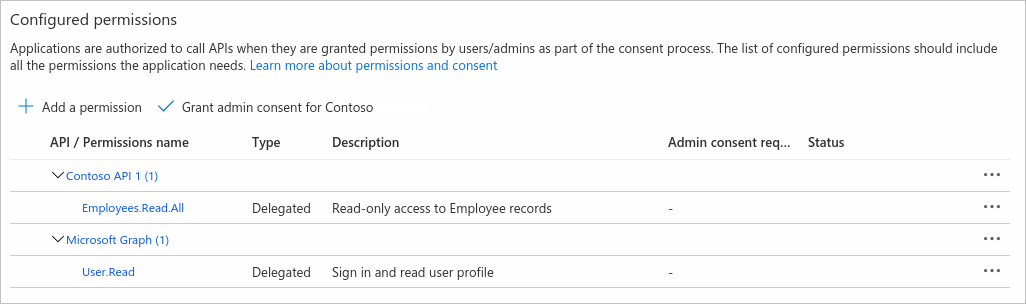 Configured permissions
Applications are authorized to call APIs when they are granted permissions by users/admins as part of the consent process. The list of configured permissions should include
all the permissions the application needs. Learn more about permissions and consent
Add a permission Grant admin consent for Contoso
API / Permissions name Type Description Admin consent req... Status
Contoso API 1 (1) ...
Employees.Read.All Delegated Read-only access to Employee records - ...
Microsoft Graph (1) ...
User.Read Delegated Sign in and read user profile - ...